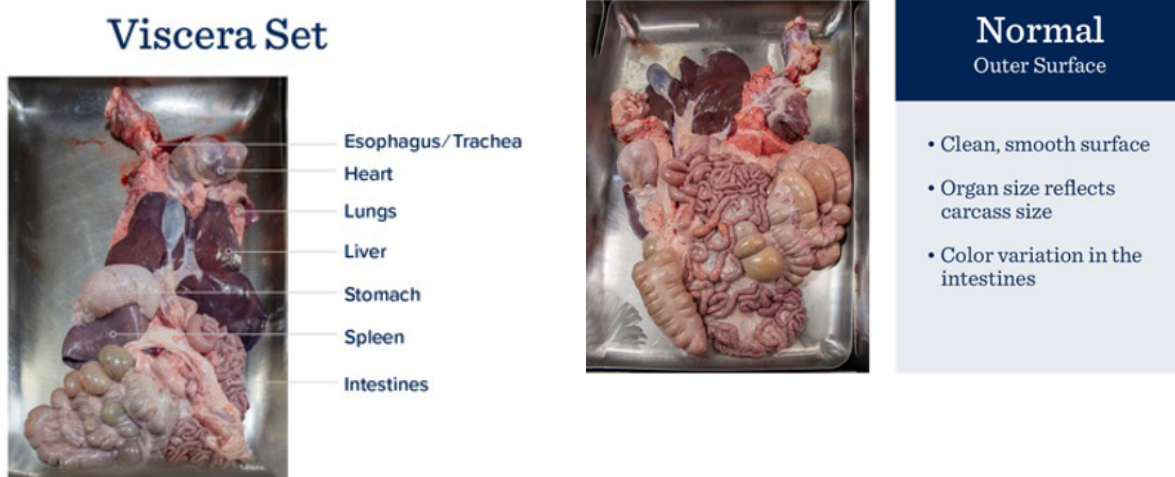 Viscera Set
Esophagus/Trachea
Heart
Lungs
Liver
Stomach
Spleen
Intestines
Normal
Outer Surface
• Clean, smooth surface
• Organ size reflects
carcass size
• Color variation in the
intestines